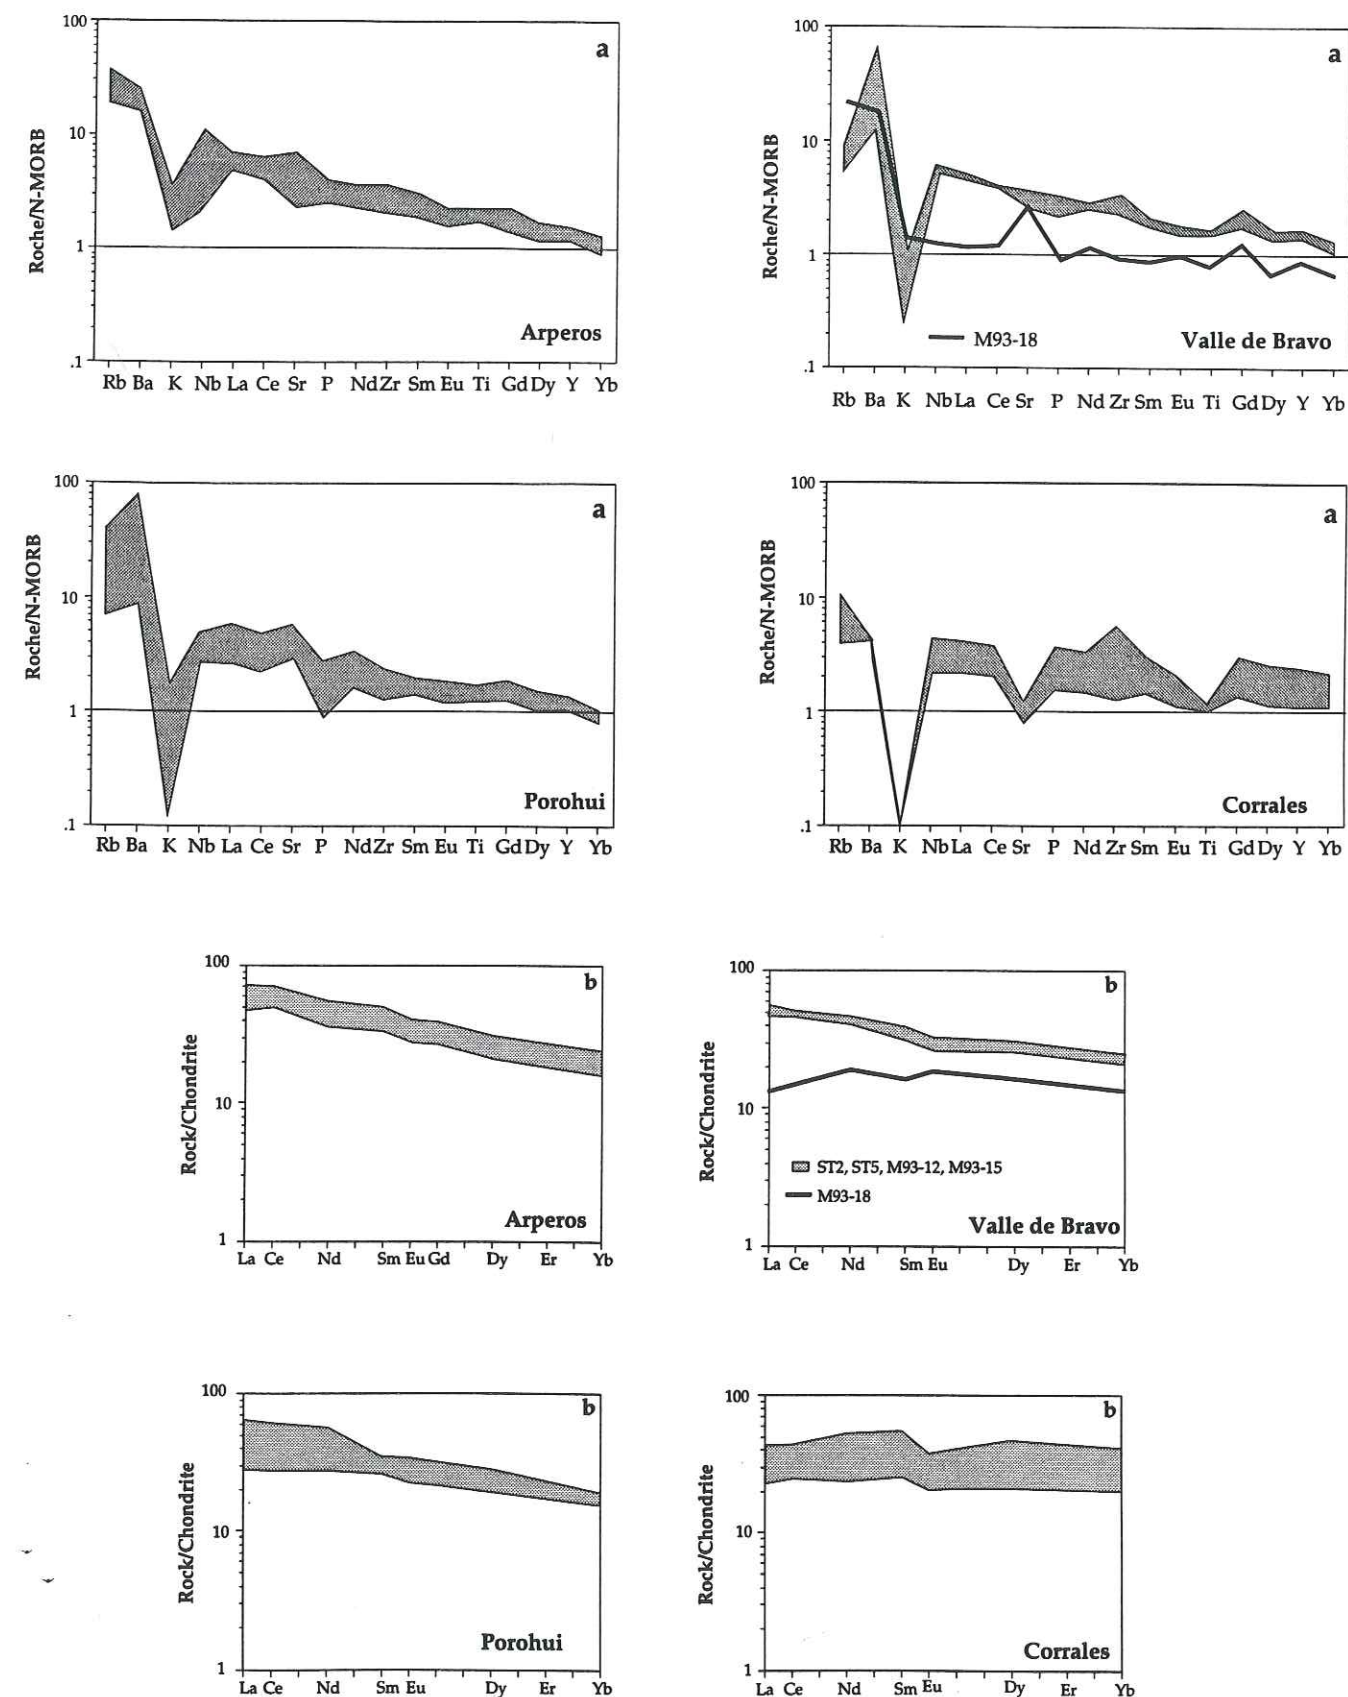 100
a
10
Roche/N-MORB
1
Arperos
.1
Rb Ba K Nb La Ce Sr P Nd Zr Sm Eu Ti Gd Dy Y Yb
100
a
10
Roche/N-MORB
1
M93-18
Valle de Bravo
.1
Rb Ba K Nb La Ce Sr P Nd Zr Sm Eu Ti Gd Dy Y Yb
100
a
10
Roche/N-MORB
1
Porohui
.1
Rb Ba K Nb La Ce Sr P Nd Zr Sm Eu Ti Gd Dy Y Yb
100
a
10
Roche/N-MORB
1
Corrales
.1
Rb Ba K Nb La Ce Sr P Nd Zr Sm Eu Ti Gd Dy Y Yb
100
b
10
Rock/Chondrite
Arperos
1
La Ce Nd Sm Eu Gd Dy Er Yb
100
b
10
Rock/Chondrite
ST2, ST5, M93-12, M93-15
M93-18
Valle de Bravo
1
La Ce Nd Sm Eu Dy Er Yb
100
b
10
Rock/Chondrite
Porohui
1
La Ce Nd Sm Eu Dy Er Yb
100
b
10
Rock/Chondrite
Corrales
1
La Ce Nd Sm Eu Dy Er Yb